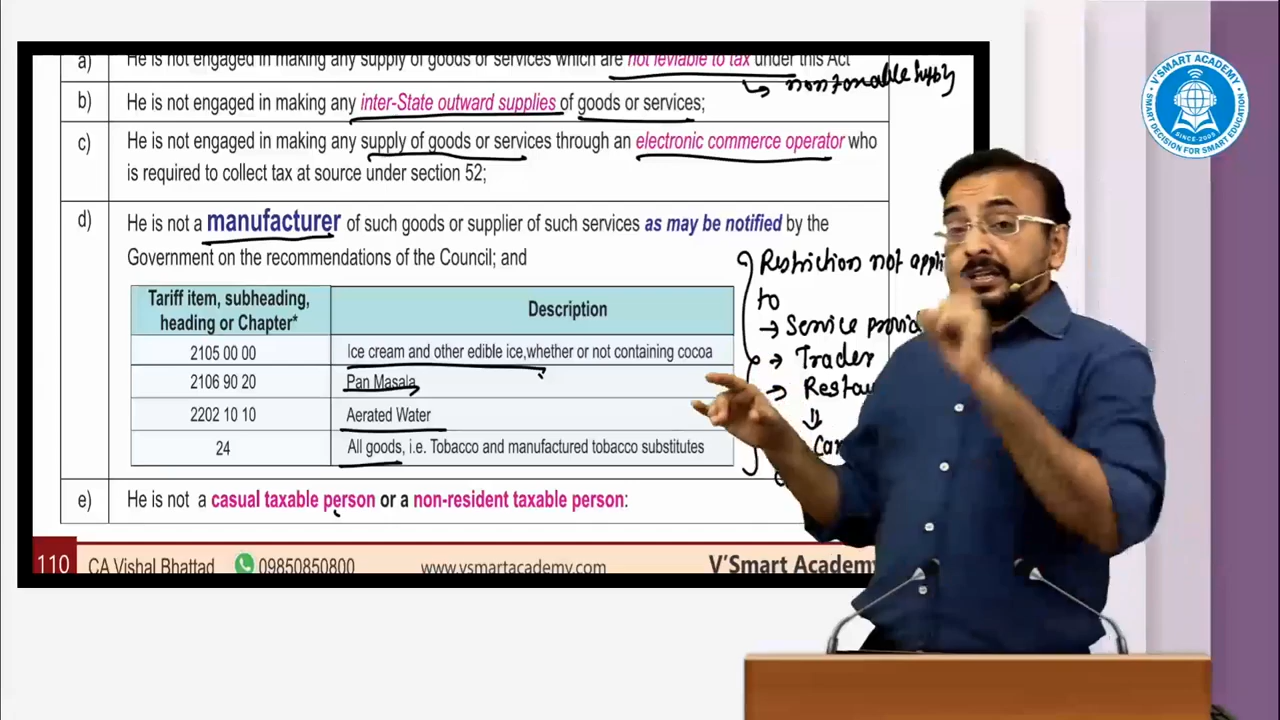 a) He is not engaged in making any supply of goods or services which are not leviable to tax under this Act
↳ non taxable supply
b) He is not engaged in making any inter-State outward supplies of goods or services;
c) He is not engaged in making any supply of goods or services through an electronic commerce operator who
is required to collect tax at source under section 52;
d) He is not a manufacturer of such goods or supplier of such services as may be notified by the
Government on the recommendations of the Council; and
Restriction not appli
to
→ Service provid
→ Trader
→ Restau
Tariff item, subheading, heading or Chapter* Description
2105 00 00 Ice cream and other edible ice,whether or not containing cocoa
2106 90 20 Pan Masala
2202 10 10 Aerated Water
24 All goods, i.e. Tobacco and manufactured tobacco substitutes
e) He is not a casual taxable person or a non-resident taxable person:
110 CA Vishal Bhattad 09850850800 www.vsmartacademy.com V'Smart Academy
V'SMART ACADEMY
SINCE-2005
SMART DECISION FOR SMART EDUCATION